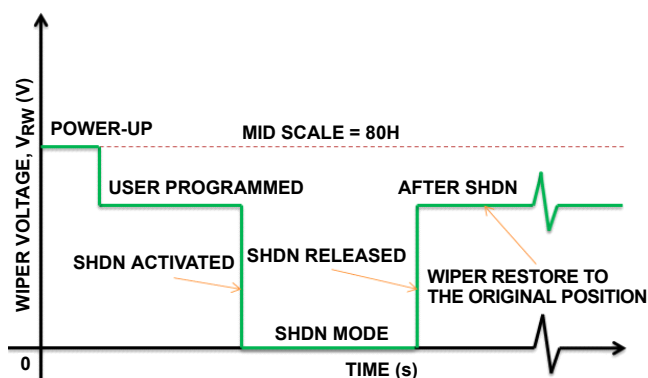 WIPER VOLTAGE, VRW (V)
POWER-UP
MID SCALE = 80H
USER PROGRAMMED
AFTER SHDN
SHDN ACTIVATED
SHDN RELEASED
WIPER RESTORE TO
THE ORIGINAL POSITION
SHDN MODE
0
TIME (s)